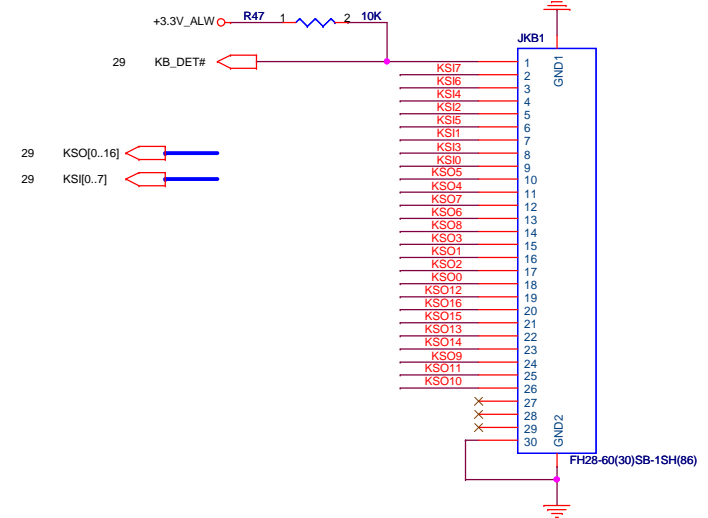 +3.3V_ALW R47 1 2 10K
JKB1
29 KB_DET# 1
GND1
KSI7 2
KSI6 3
KSI4 4
KSI2 5
KSI5 6
KSI1 7
29 KSO[0..16] KSI3 8
KSI0 9
29 KSI[0..7] KSO5 10
KSO4 11
KSO7 12
KSO6 13
KSO8 14
KSO3 15
KSO1 16
KSO2 17
KSO0 18
KSO12 19
KSO16 20
KSO15 21
KSO13 22
KSO14 23
KSO9 24
KSO11 25
KSO10 26
27
28
29
30
GND2
FH28-60(30)SB-1SH(86)